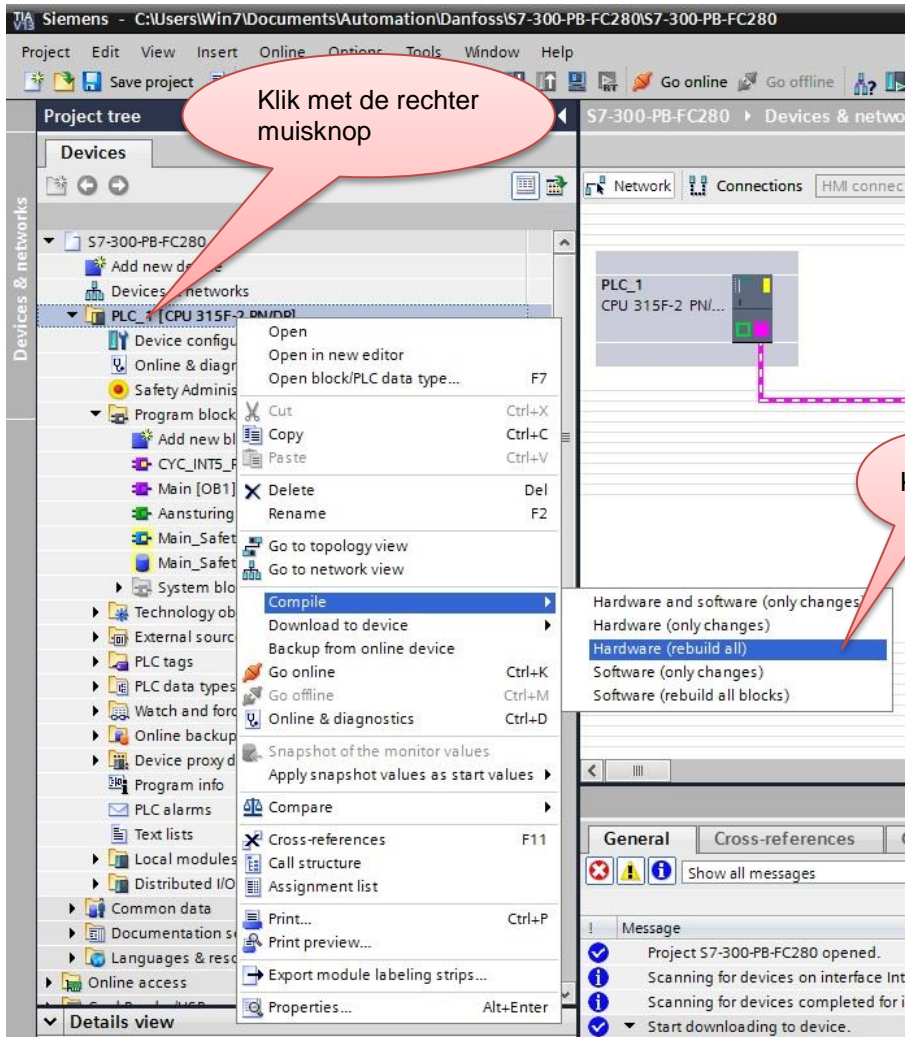 TIA V13 Siemens - C:\Users\Win7\Documents\Automation\Danfoss\S7-300-PB-FC280\S7-300-PB-FC280
Project Edit View Insert Online Options Tools Window Help
Save project
Go online Go offline
Klik met de rechter
muisknop
Project tree
S7-300-PB-FC280 Devices & netwo
Devices
Network Connections HMI connec
Devices & networks
S7-300-PB-FC280
Add new device
Devices & networks
PLC_1 [CPU 315F-2 PN/DP]
Device configu
Online & diagr
Safety Adminis
Program block
Add new bl
CYC_INT5_F
Main [OB1]
Aansturing
Main_Safet
Main_Safet
System blo
Technology ob
External sourc
PLC tags
PLC data types
Watch and forc
Online backup
Device proxy d
Program info
PLC alarms
Text lists
Local modules
Distributed I/O
Common data
Documentation se
Languages & reso
Online access
Details view
Open
Open in new editor
Open block/PLC data type... F7
Cut Ctrl+X
Copy Ctrl+C
Paste Ctrl+V
Delete Del
Rename F2
Go to topology view
Go to network view
Compile
Download to device
Backup from online device
Go online Ctrl+K
Go offline Ctrl+M
Online & diagnostics Ctrl+D
Snapshot of the monitor values
Apply snapshot values as start values
Compare
Cross-references F11
Call structure
Assignment list
Print... Ctrl+P
Print preview...
Export module labeling strips...
Properties... Alt+Enter
Hardware and software (only changes)
Hardware (only changes)
Hardware (rebuild all)
Software (only changes)
Software (rebuild all blocks)
PLC_1
CPU 315F-2 PN/...
General Cross-references
Show all messages
! Message
Project S7-300-PB-FC280 opened.
Scanning for devices on interface Int
Scanning for devices completed for i
Start downloading to device.